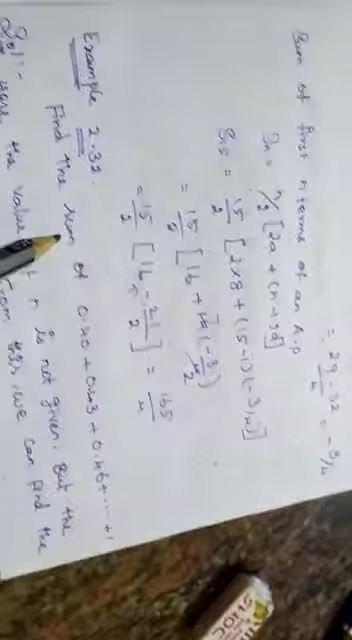 = 29-32/4 = -3/4
Sum of first n terms of an A.P
Sn = n/2 [2a + (n-1)d]
S15 = 15/2 [2x8 + (15-1)(-3/4)]
= 15/2 [16 + 14(-3/4)]
= 15/2 [16 - 21/2] = 165/4
Example 2.32.
Find the sum of 0.40 + 0.43 + 0.46 + ... + 1
Sol:- Here the value n is not given. But the
from we can find the